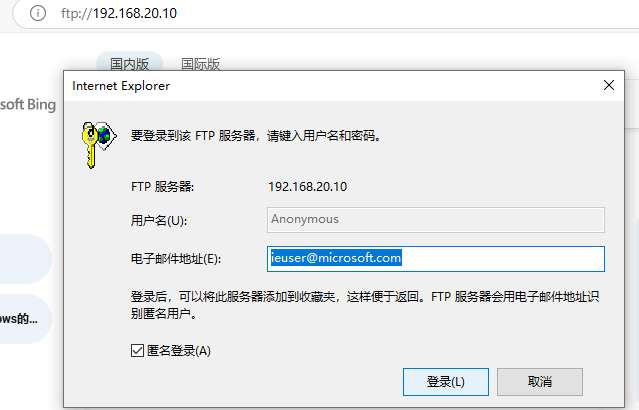 ftp://192.168.20.10
国内版
国际版
soft Bing
Internet Explorer
要登录到该 FTP 服务器，请键入用户名和密码。
FTP 服务器:
192.168.20.10
用户名(U):
Anonymous
电子邮件地址(E):
ieuser@microsoft.com
登录后，可以将此服务器添加到收藏夹，这样便于返回。FTP 服务器会用电子邮件地址识
别匿名用户。
ows的...
匿名登录(A)
登录(L)
取消